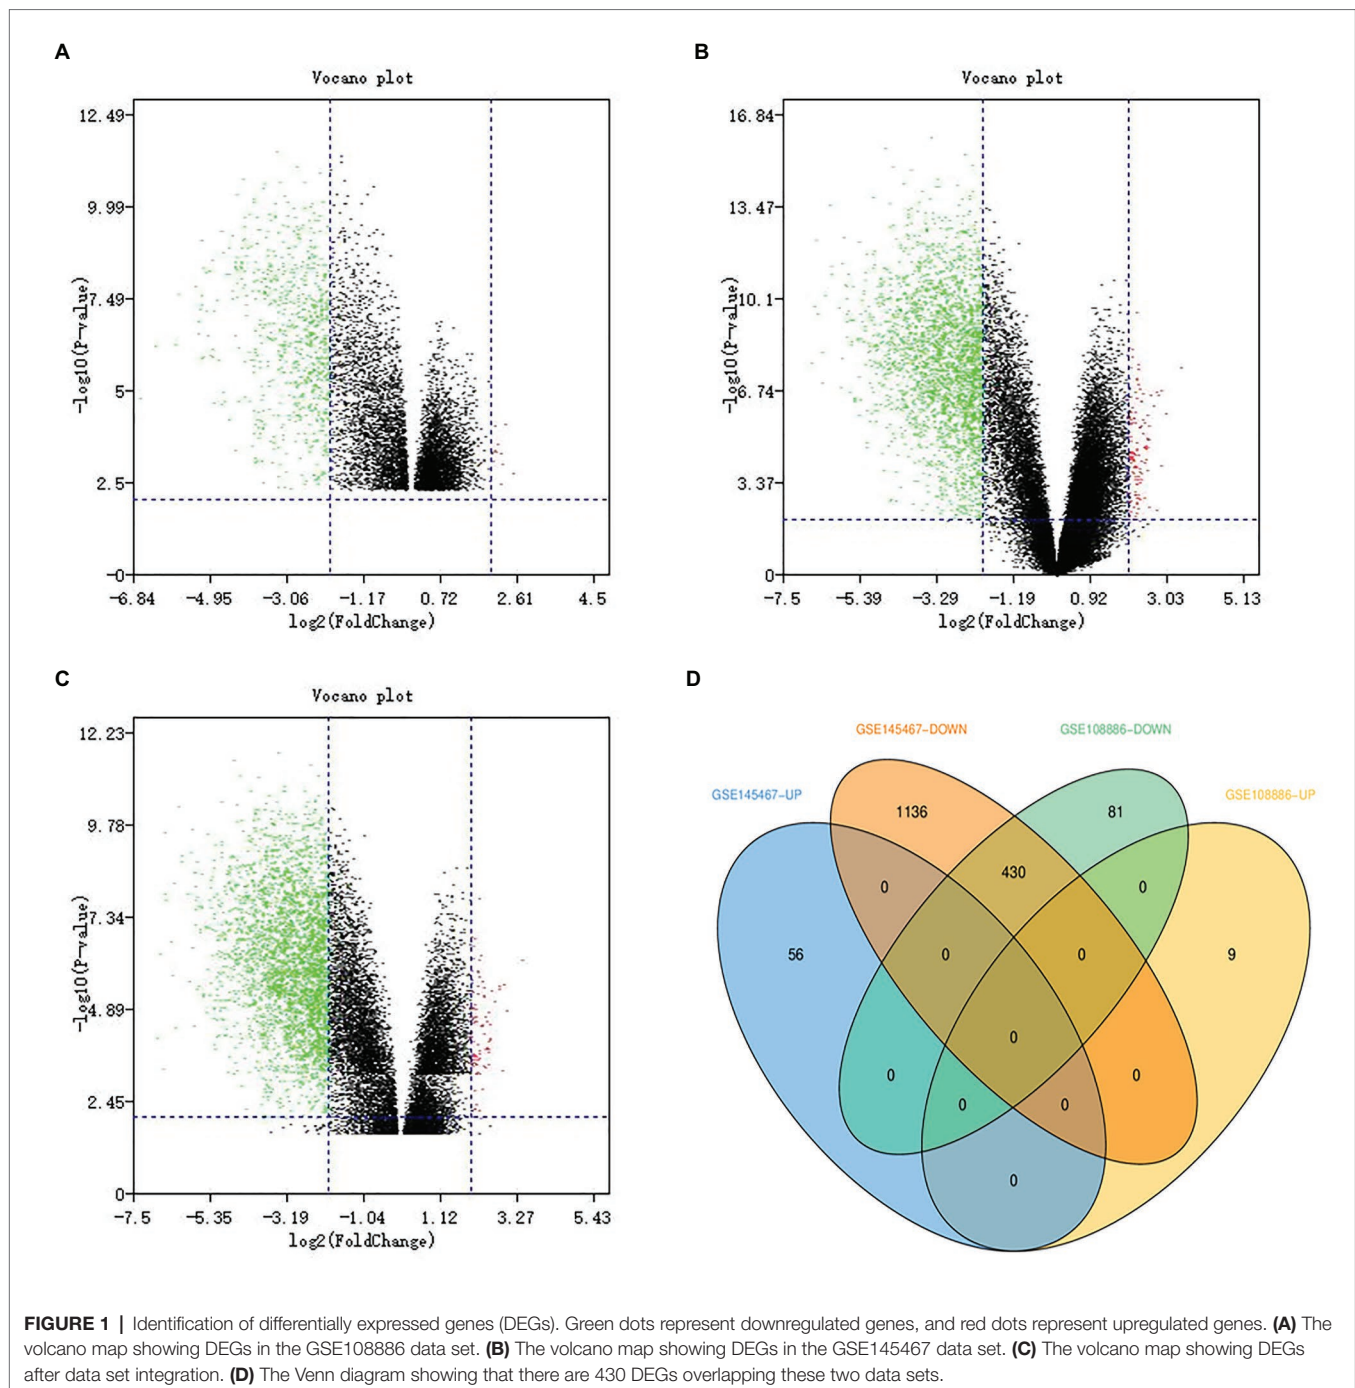 A
Vocano plot
12.49
9.99
7.49
5
2.5
-0
-log10(P-value)
-6.84 -4.95 -3.06 -1.17 0.72 2.61 4.5
log2(FoldChange)
B
Vocano plot
16.84
13.47
10.1
6.74
3.37
0
-log10(P-value)
-7.5 -5.39 -3.29 -1.19 0.92 3.03 5.13
log2(FoldChange)
C
Vocano plot
12.23
9.78
7.34
4.89
2.45
0
-log10(P-value)
-7.5 -5.35 -3.19 -1.04 1.12 3.27 5.43
log2(FoldChange)
D
GSE145467-DOWN GSE108886-DOWN
GSE145467-UP GSE108886-UP
1136 81
430
0 0
56 0 0 9
0
0 0
0 0
0
FIGURE 1 | Identification of differentially expressed genes (DEGs). Green dots represent downregulated genes, and red dots represent upregulated genes. (A) The
volcano map showing DEGs in the GSE108886 data set. (B) The volcano map showing DEGs in the GSE145467 data set. (C) The volcano map showing DEGs
after data set integration. (D) The Venn diagram showing that there are 430 DEGs overlapping these two data sets.